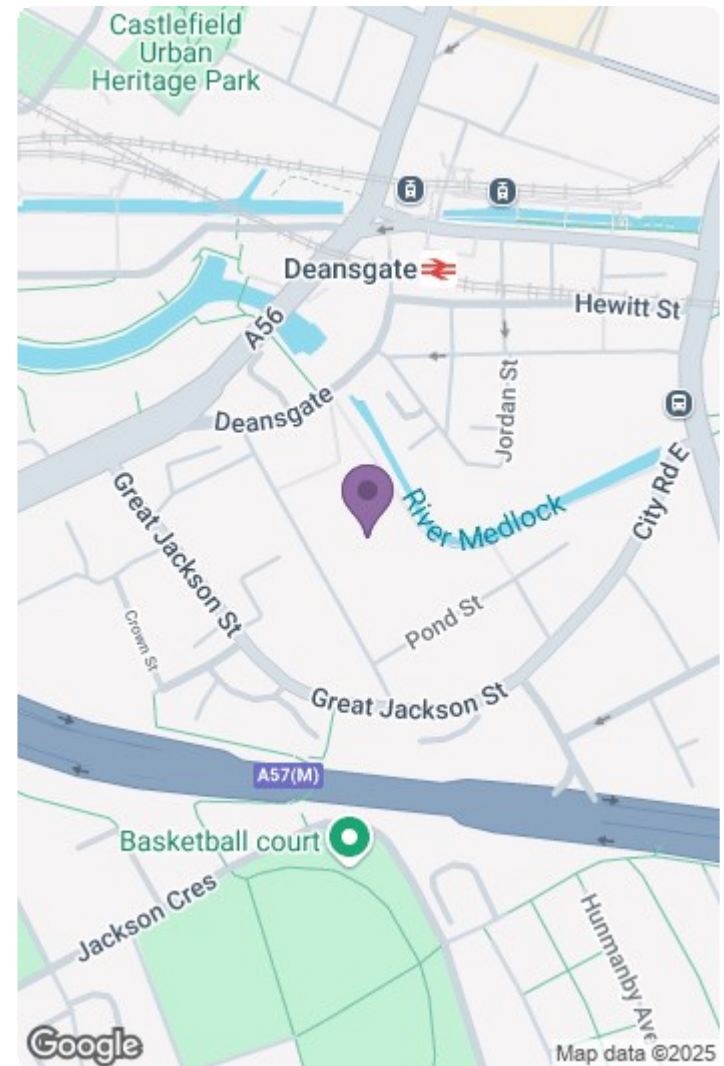 Castlefield
Urban
Heritage Park
Deansgate
Hewitt St
A56
Jordan St
Deansgate
City Rd E
River Medlock
Great Jackson St
Crown St
Pond St
Great Jackson St
A57(M)
Basketball court
Jackson Cres
Hunmanby Ave
Google
Map data ©2025